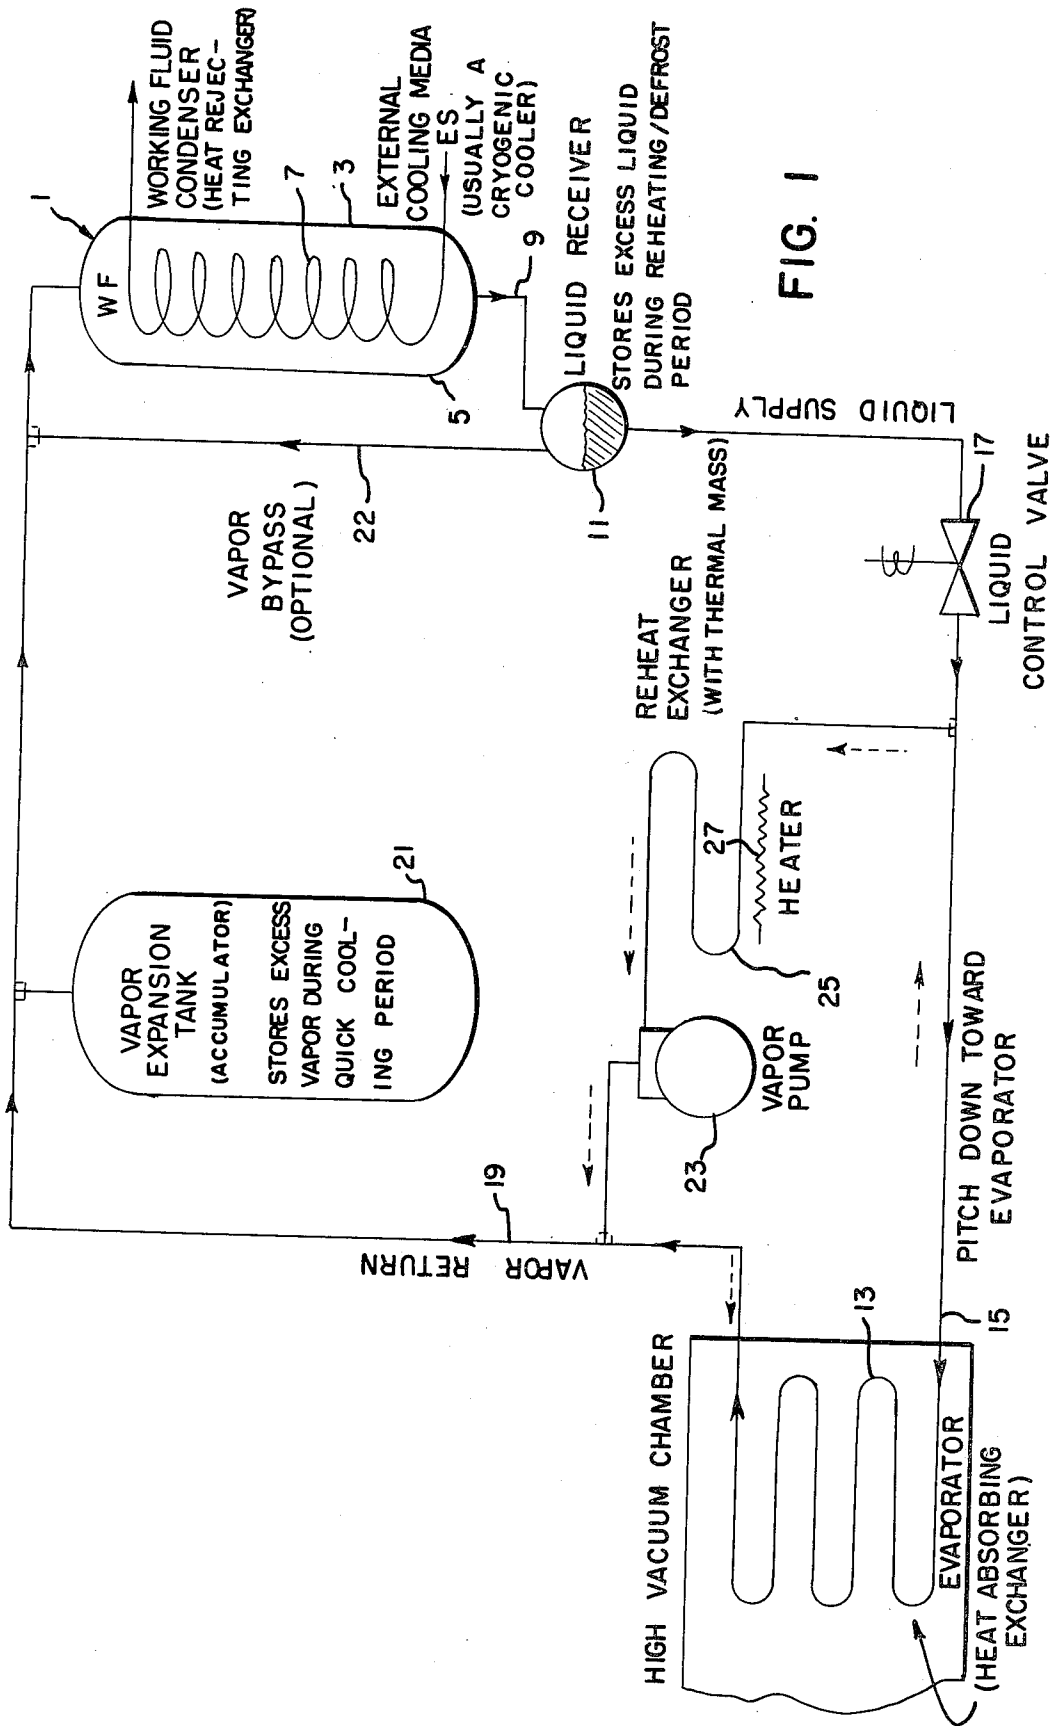 1
WF
WORKING FLUID
CONDENSER
(HEAT REJEC-
TING EXCHANGER)
7
3
EXTERNAL
COOLING MEDIA
ES
(USUALLY A
CRYOGENIC
COOLER)
5
9
LIQUID RECEIVER
STORES EXCESS LIQUID
DURING REHEATING/DEFROST
PERIOD
11
VAPOR
BYPASS
(OPTIONAL)
22
LIQUID SUPPLY
17
LIQUID
CONTROL VALVE
REHEAT
EXCHANGER
(WITH THERMAL MASS)
27
HEATER
25
VAPOR
PUMP
23
VAPOR
EXPANSION
TANK
(ACCUMULATOR)
STORES EXCESS
VAPOR DURING
QUICK COOL-
ING PERIOD
21
19
VAPOR RETURN
PITCH DOWN TOWARD
EVAPORATOR
15
HIGH VACUUM CHAMBER
13
EVAPORATOR
(HEAT ABSORBING
EXCHANGER)
FIG. 1